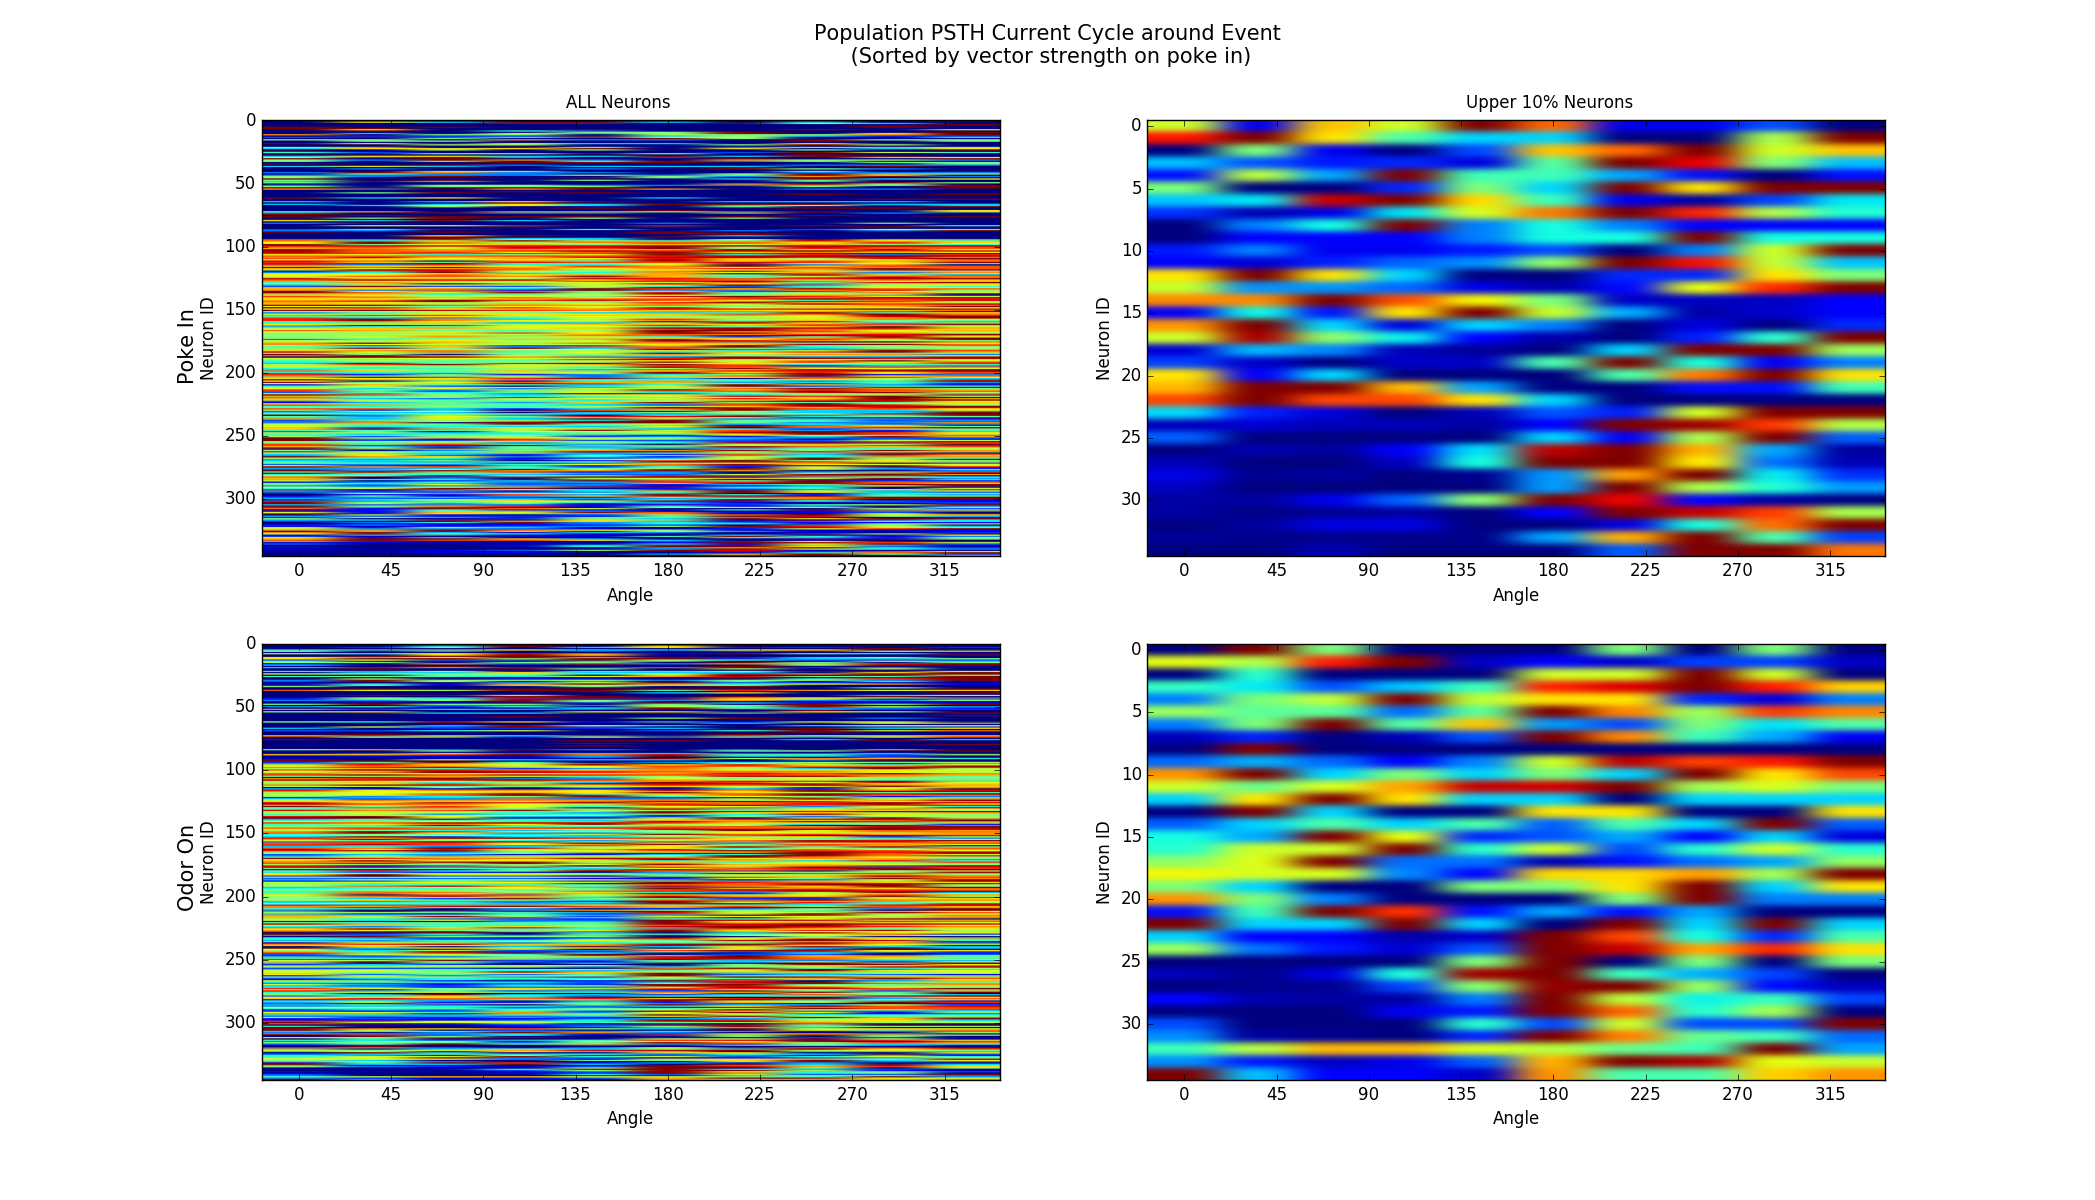 Population PSTH Current Cycle around Event
(Sorted by vector strength on poke in)
ALL Neurons
Poke In
Neuron ID
0
50
100
150
200
250
300
0 45 90 135 180 225 270 315
Angle
Upper 10% Neurons
Neuron ID
0
5
10
15
20
25
30
0 45 90 135 180 225 270 315
Angle
Odor On
Neuron ID
0
50
100
150
200
250
300
0 45 90 135 180 225 270 315
Angle
Neuron ID
0
5
10
15
20
25
30
0 45 90 135 180 225 270 315
Angle